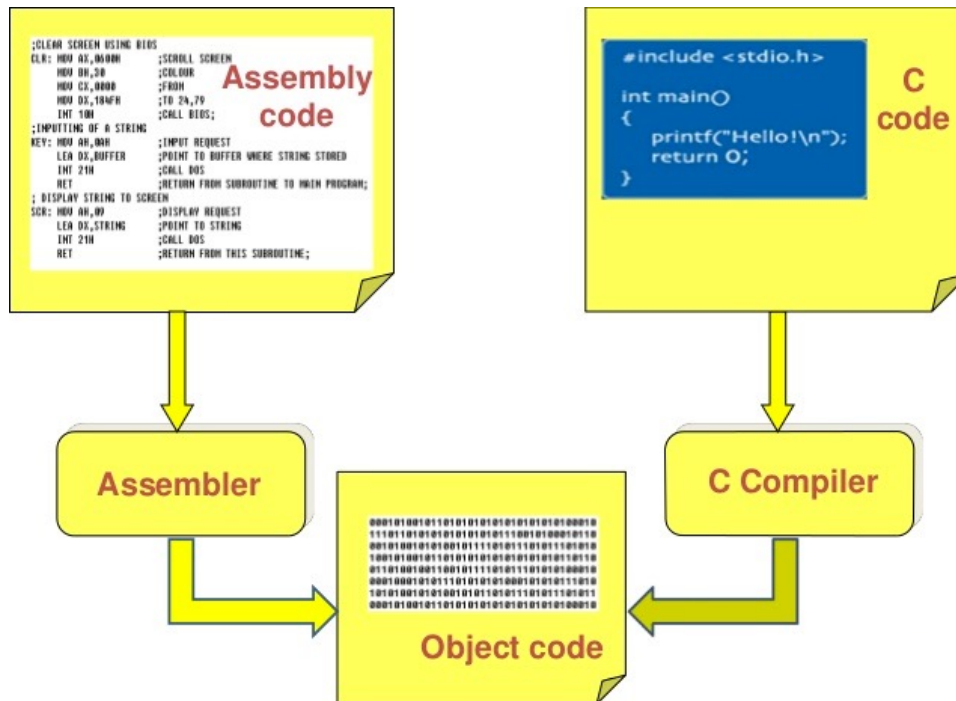 ;CLEAR SCREEN USING BIOS
CLR: MOV AX,0600H ;SCROLL SCREEN
MOV BH,30 ;COLOUR
MOV CX,0000 ;FROM
MOV DX,184FH ;TO 24,79
INT 10H ;CALL BIOS;
;INPUTTING OF A STRING
KEY: MOV AH,0AH ;INPUT REQUEST
LEA DX,BUFFER ;POINT TO BUFFER WHERE STRING STORED
INT 21H ;CALL DOS
RET ;RETURN FROM SUBROUTINE TO MAIN PROGRAM;
; DISPLAY STRING TO SCREEN
SCR: MOV AH,09 ;DISPLAY REQUEST
LEA DX,STRING ;POINT TO STRING
INT 21H ;CALL DOS
RET ;RETURN FROM THIS SUBROUTINE;
Assembly
code
#include <stdio.h>
int main()
{
printf("Hello!\n");
return 0;
}
C
code
Assembler
C Compiler
Object code